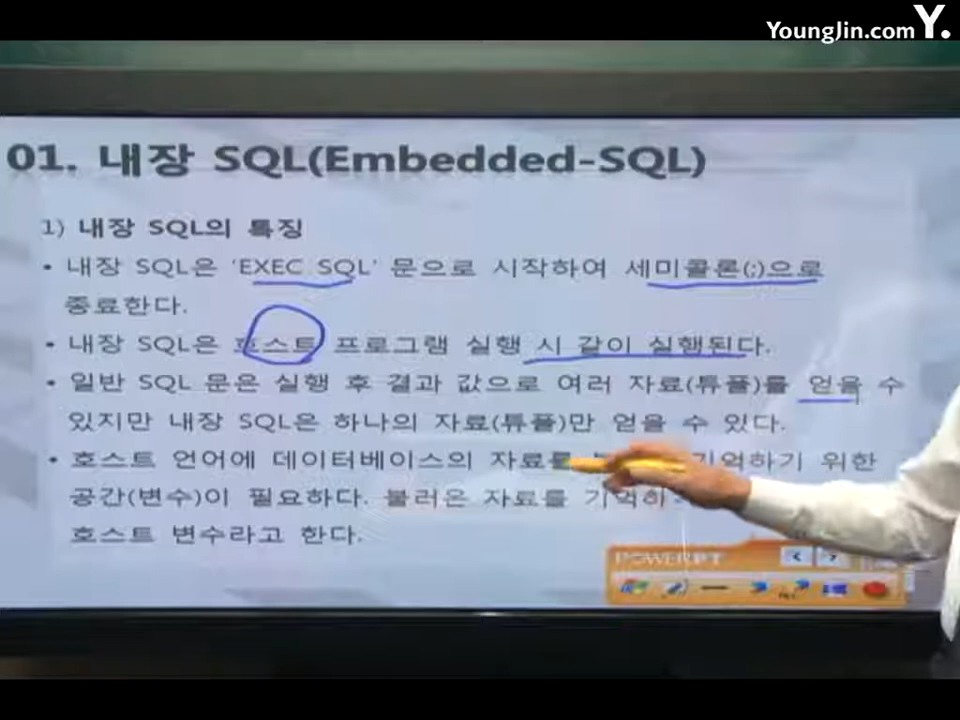 YoungJin.com Y.
01. 내장 SQL(Embedded-SQL)
1) 내장 SQL의 특징
• 내장 SQL은 'EXEC SQL' 문으로 시작하여 세미콜론(;)으로
종료한다.
• 내장 SQL은 호스트 프로그램 실행 시 같이 실행된다.
• 일반 SQL 문은 실행 후 결과 값으로 여러 자료(튜플)를 얻을 수
있지만 내장 SQL은 하나의 자료(튜플)만 얻을 수 있다.
• 호스트 언어에 데이터베이스의 자료를 기억하기 위한
공간(변수)이 필요하다. 불러온 자료를 기억하
호스트 변수라고 한다.
POWERPT